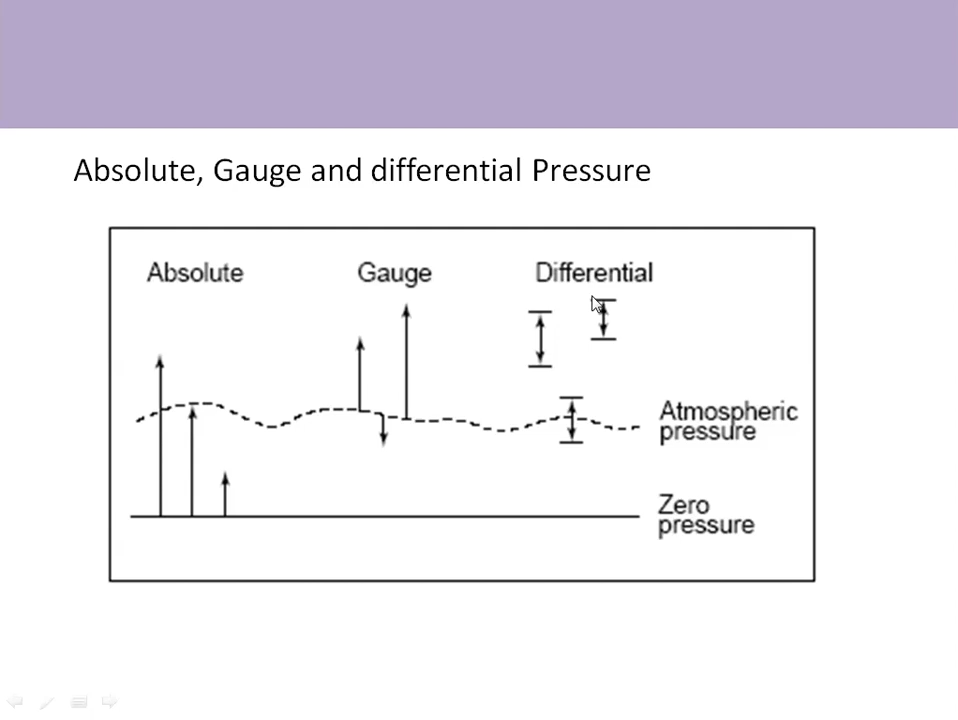 Absolute, Gauge and differential Pressure
Absolute
Gauge
Differential
Atmospheric
pressure
Zero
pressure